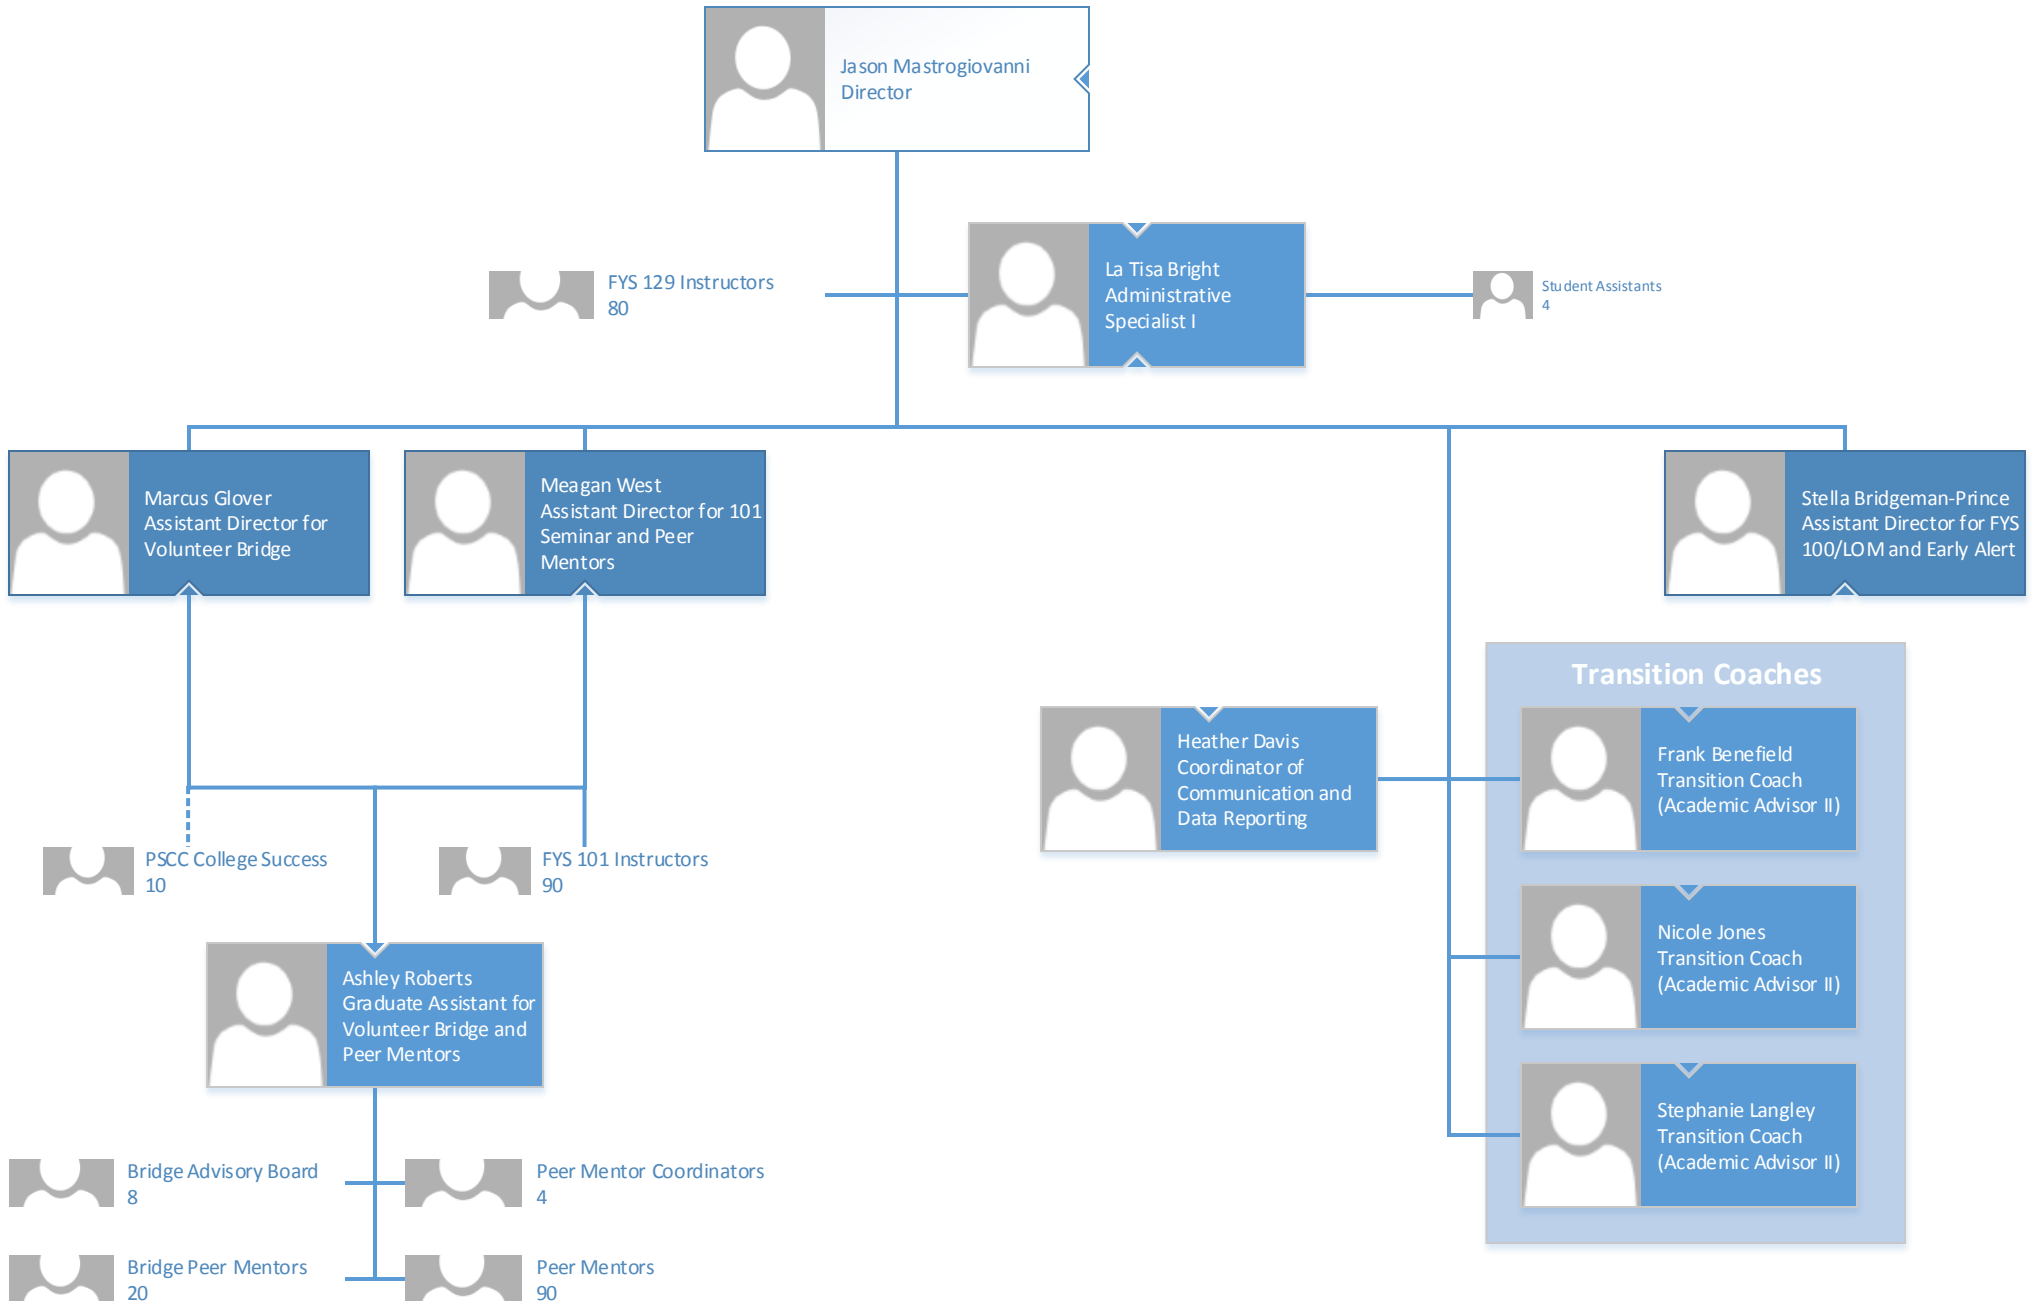 Jason Mastrogiovanni
Director
FYS 129 Instructors
80
La Tisa Bright
Administrative
Specialist I
Student Assistants
4
Marcus Glover
Assistant Director for
Volunteer Bridge
Meagan West
Assistant Director for 101
Seminar and Peer
Mentors
Stella Bridgeman-Prince
Assistant Director for FYS
100/LOM and Early Alert
Transition Coaches
Heather Davis
Coordinator of
Communication and
Data Reporting
Frank Benefield
Transition Coach
(Academic Advisor II)
PSCC College Success
10
FYS 101 Instructors
90
Nicole Jones
Transition Coach
(Academic Advisor II)
Ashley Roberts
Graduate Assistant for
Volunteer Bridge and
Peer Mentors
Stephanie Langley
Transition Coach
(Academic Advisor II)
Bridge Advisory Board
8
Peer Mentor Coordinators
4
Bridge Peer Mentors
20
Peer Mentors
90